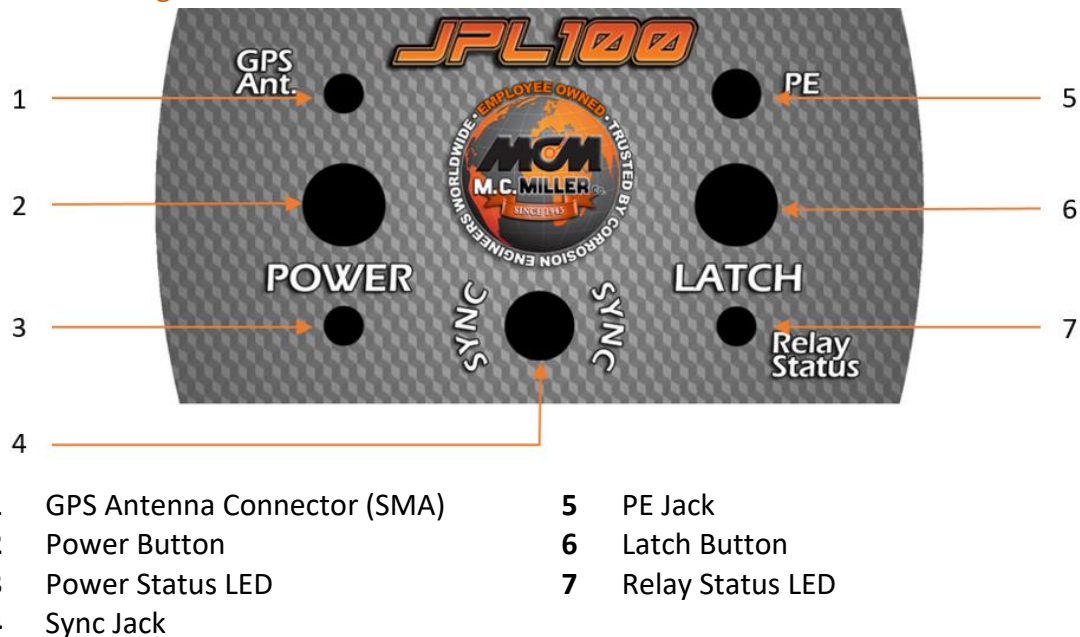 JPL100
GPS
Ant.
PE
EMPLOYEE OWNED • TRUSTED BY CORROSION ENGINEERS WORLDWIDE •
MCM
M.C. MILLER CO.
SINCE 1945
POWER
LATCH
SYNC
SYNC
Relay
Status
1
2
3
4
5
6
7
GPS Antenna Connector (SMA)
5 PE Jack
Power Button
6 Latch Button
Power Status LED
7 Relay Status LED
Sync Jack